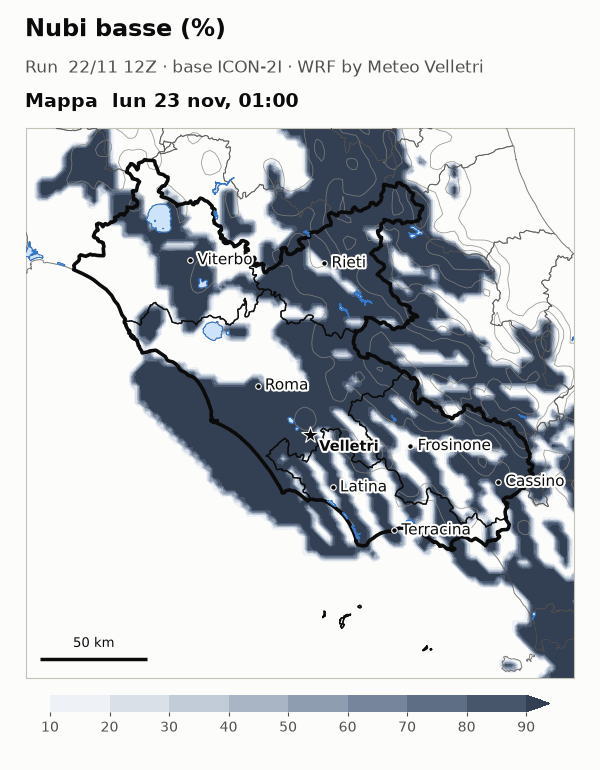 Nubi basse (%)
Run  22/11 12Z · base ICON-2I · WRF by Meteo Velletri
Mappa  lun 23 nov, 01:00
Viterbo
Rieti
Roma
Velletri
Frosinone
Latina
Cassino
Terracina
50 km
10 20 30 40 50 60 70 80 90